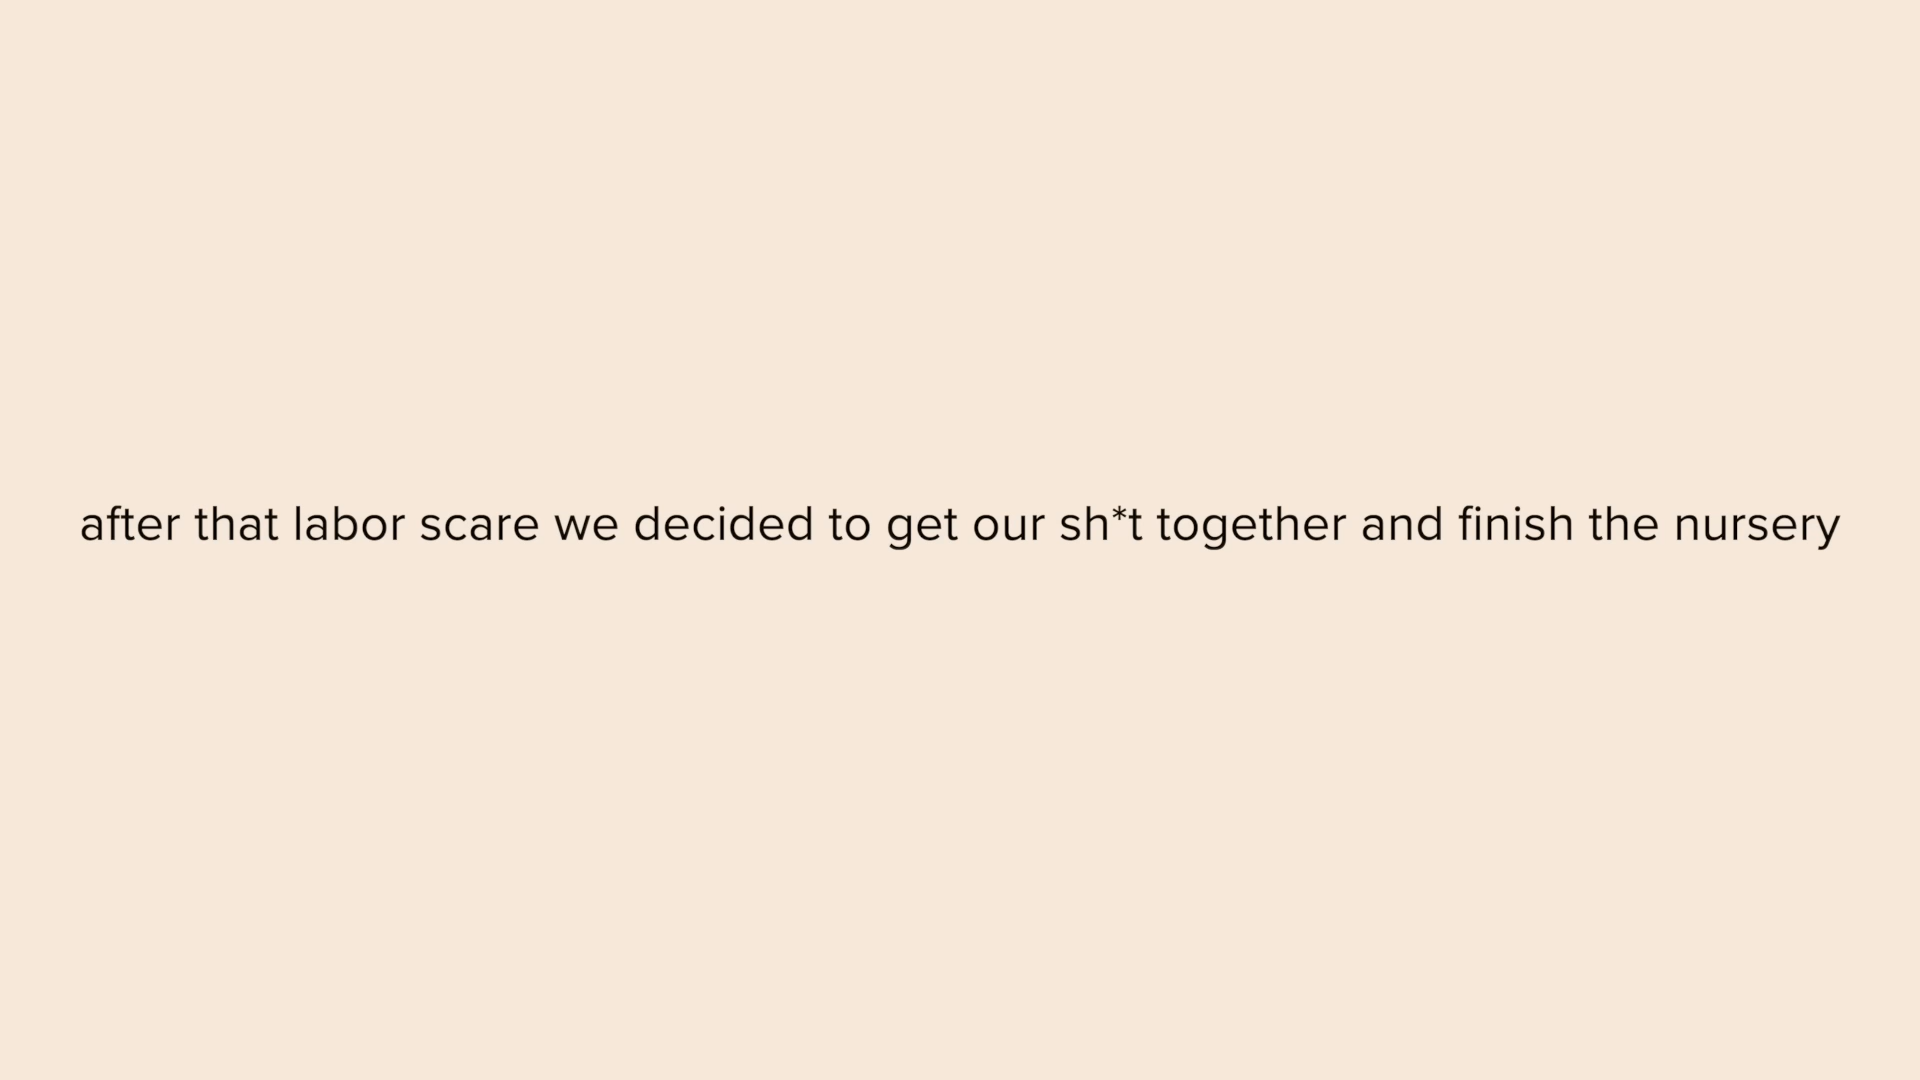 after that labor scare we decided to get our sh*t together and finish the nursery